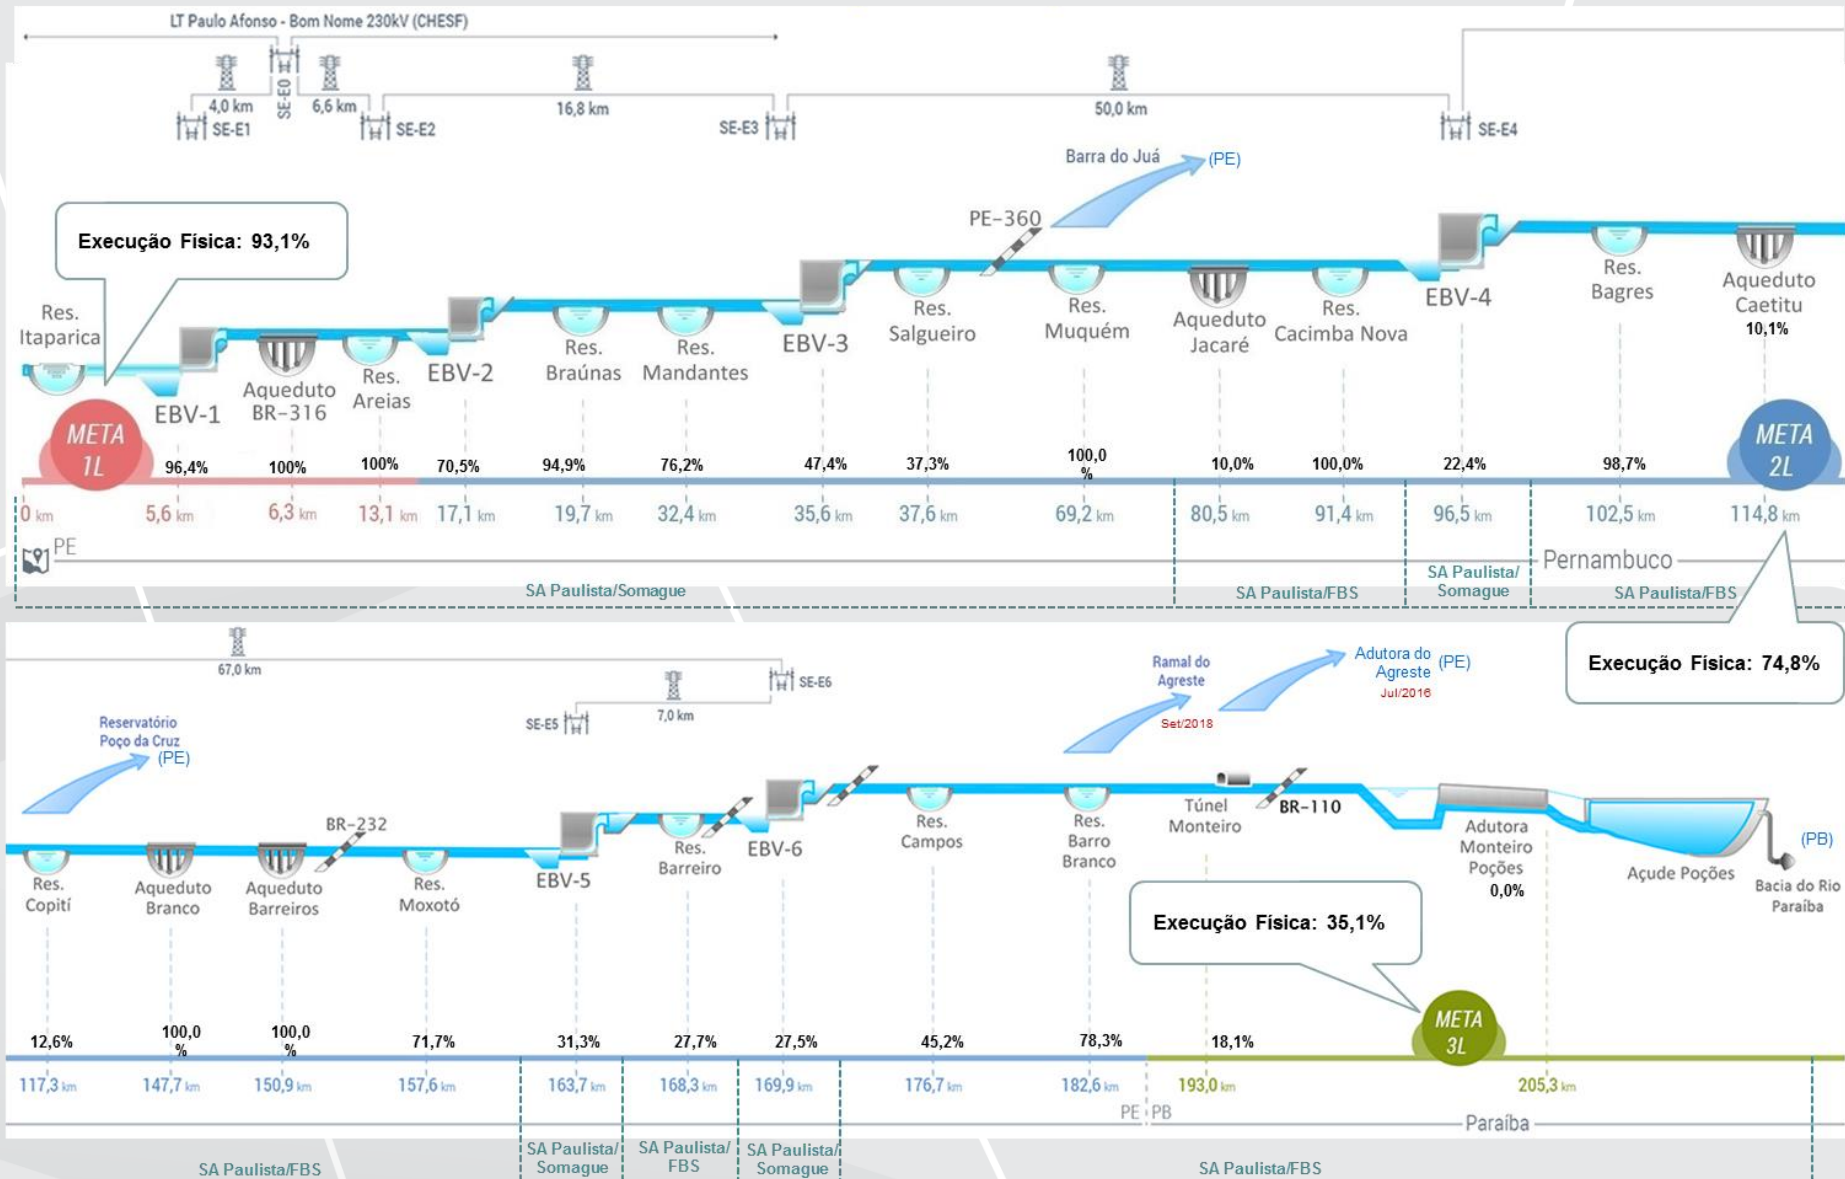 LT Paulo Afonso - Bom Nome 230kV (CHESF)
4,0 km
SE-E0
6,6 km
16,8 km
50,0 km
SE-E1
SE-E2
SE-E3
SE-E4
Barra do Juá
(PE)
PE-360
Execução Física: 93,1%
Res.
Itaparica
EBV-1
Aqueduto
BR-316
Res.
Areias
EBV-2
Res.
Braúnas
Res.
Mandantes
EBV-3
Res.
Salgueiro
Res.
Muquém
Aqueduto
Jacaré
Res.
Cacimba Nova
EBV-4
Res.
Bagres
Aqueduto
Caetitu
10,1%
META
1L
META
2L
96,4%
100%
100%
70,5%
94,9%
76,2%
47,4%
37,3%
100,0
%
10,0%
100,0%
22,4%
98,7%
0 km
5,6 km
6,3 km
13,1 km
17,1 km
19,7 km
32,4 km
35,6 km
37,6 km
69,2 km
80,5 km
91,4 km
96,5 km
102,5 km
114,8 km
PE
Pernambuco
SA Paulista/Somague
SA Paulista/FBS
SA Paulista/
Somague
SA Paulista/FBS
Execução Física: 74,8%
67,0 km
SE-E6
7,0 km
SE-E5
Reservatório
Poço da Cruz
(PE)
Ramal do
Agreste
Set/2018
Adutora do
Agreste
(PE)
Jul/2016
BR-232
Res.
Copití
Aqueduto
Branco
Aqueduto
Barreiros
Res.
Moxotó
EBV-5
Res.
Barreiro
EBV-6
Res.
Campos
Res.
Barro
Branco
Túnel
Monteiro
BR-110
Adutora
Monteiro
Poções
0,0%
Açude Poções
(PB)
Bacia do Rio
Paraíba
Execução Física: 35,1%
META
3L
12,6%
100,0
%
100,0
%
71,7%
31,3%
27,7%
27,5%
45,2%
78,3%
18,1%
117,3 km
147,7 km
150,9 km
157,6 km
163,7 km
168,3 km
169,9 km
176,7 km
182,6 km
193,0 km
205,3 km
PE
PB
Paraíba
SA Paulista/FBS
SA Paulista/
Somague
SA Paulista/
FBS
SA Paulista/
Somague
SA Paulista/FBS